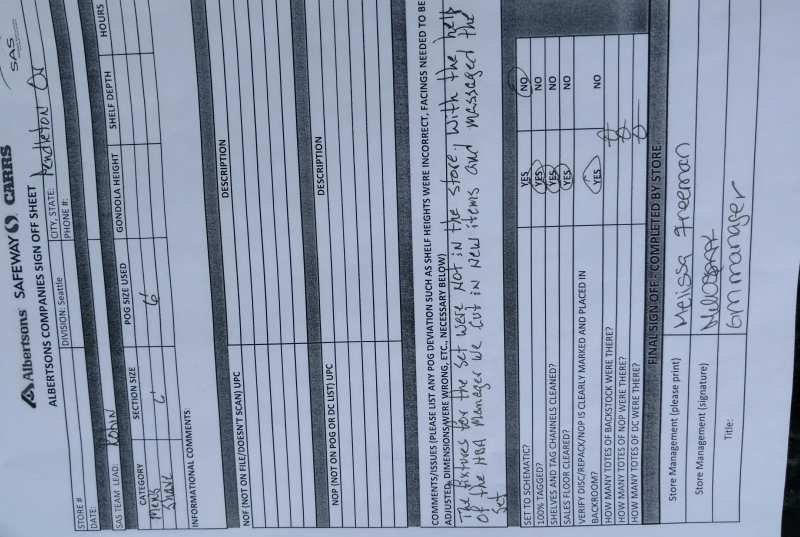 SAS
Albertsons SAFEWAY CARRS
ALBERTSONS COMPANIES SIGN OFF SHEET
STORE # DIVISION: Seattle CITY, STATE: Pendleton Or
DATE: PHONE #:
SAS TEAM LEAD: Robin
CATEGORY SECTION SIZE POG SIZE USED GONDOLA HEIGHT SHELF DEPTH HOURS
Men's 6' 6'
Shave
INFORMATIONAL COMMENTS:
NOF (NOT ON FILE/DOESN'T SCAN) UPC DESCRIPTION
NOP (NOT ON POG OR DC LIST) UPC DESCRIPTION
COMMENTS/ISSUES (PLEASE LIST ANY POG DEVIATION SUCH AS SHELF HEIGHTS WERE INCORRECT, FACINGS NEEDED TO BE
ADJUSTED, DIMENSIONS WERE WRONG, ETC., NECESSARY BELOW)
The fixtures for the set were Not in the store, With the help
of the HBA Manager we cut in New items and massaged the
set
SET TO SCHEMATIC? YES NO
100% TAGGED? YES NO
SHELVES AND TAG CHANNELS CLEANED? YES NO
SALES FLOOR CLEARED? YES NO
VERIFY DISC/REPACK/NOP IS CLEARLY MARKED AND PLACED IN
BACKROOM? YES NO
HOW MANY TOTES OF BACKSTOCK WERE THERE? 0
HOW MANY TOTES OF NOP WERE THERE? 0
HOW MANY TOTES OF DC WERE THERE? 0
FINAL SIGN OFF - COMPLETED BY STORE
Store Management (please print) Melissa Freeman
Store Management (signature)
Title: GM manager